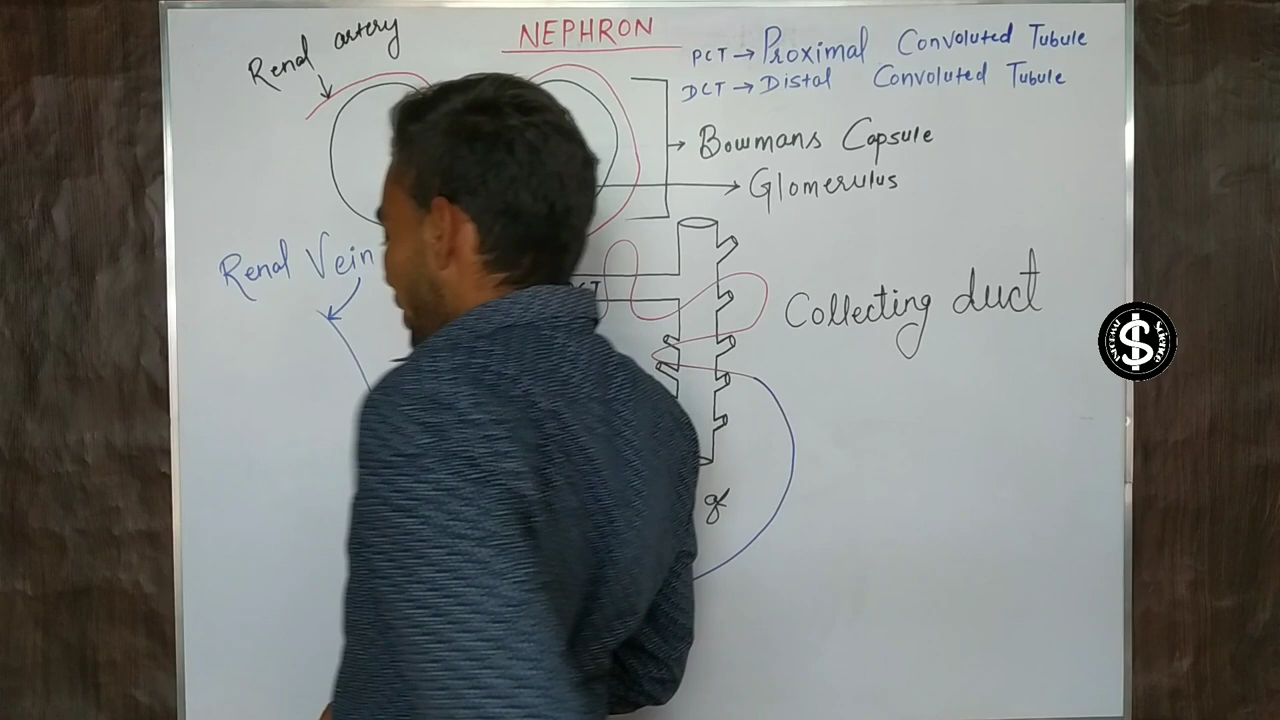 NEPHRON
Renal artery
PCT → Proximal Convoluted Tubule
DCT → Distal Convoluted Tubule
Bowmans Capsule
Glomerulus
Renal Vein
Collecting duct